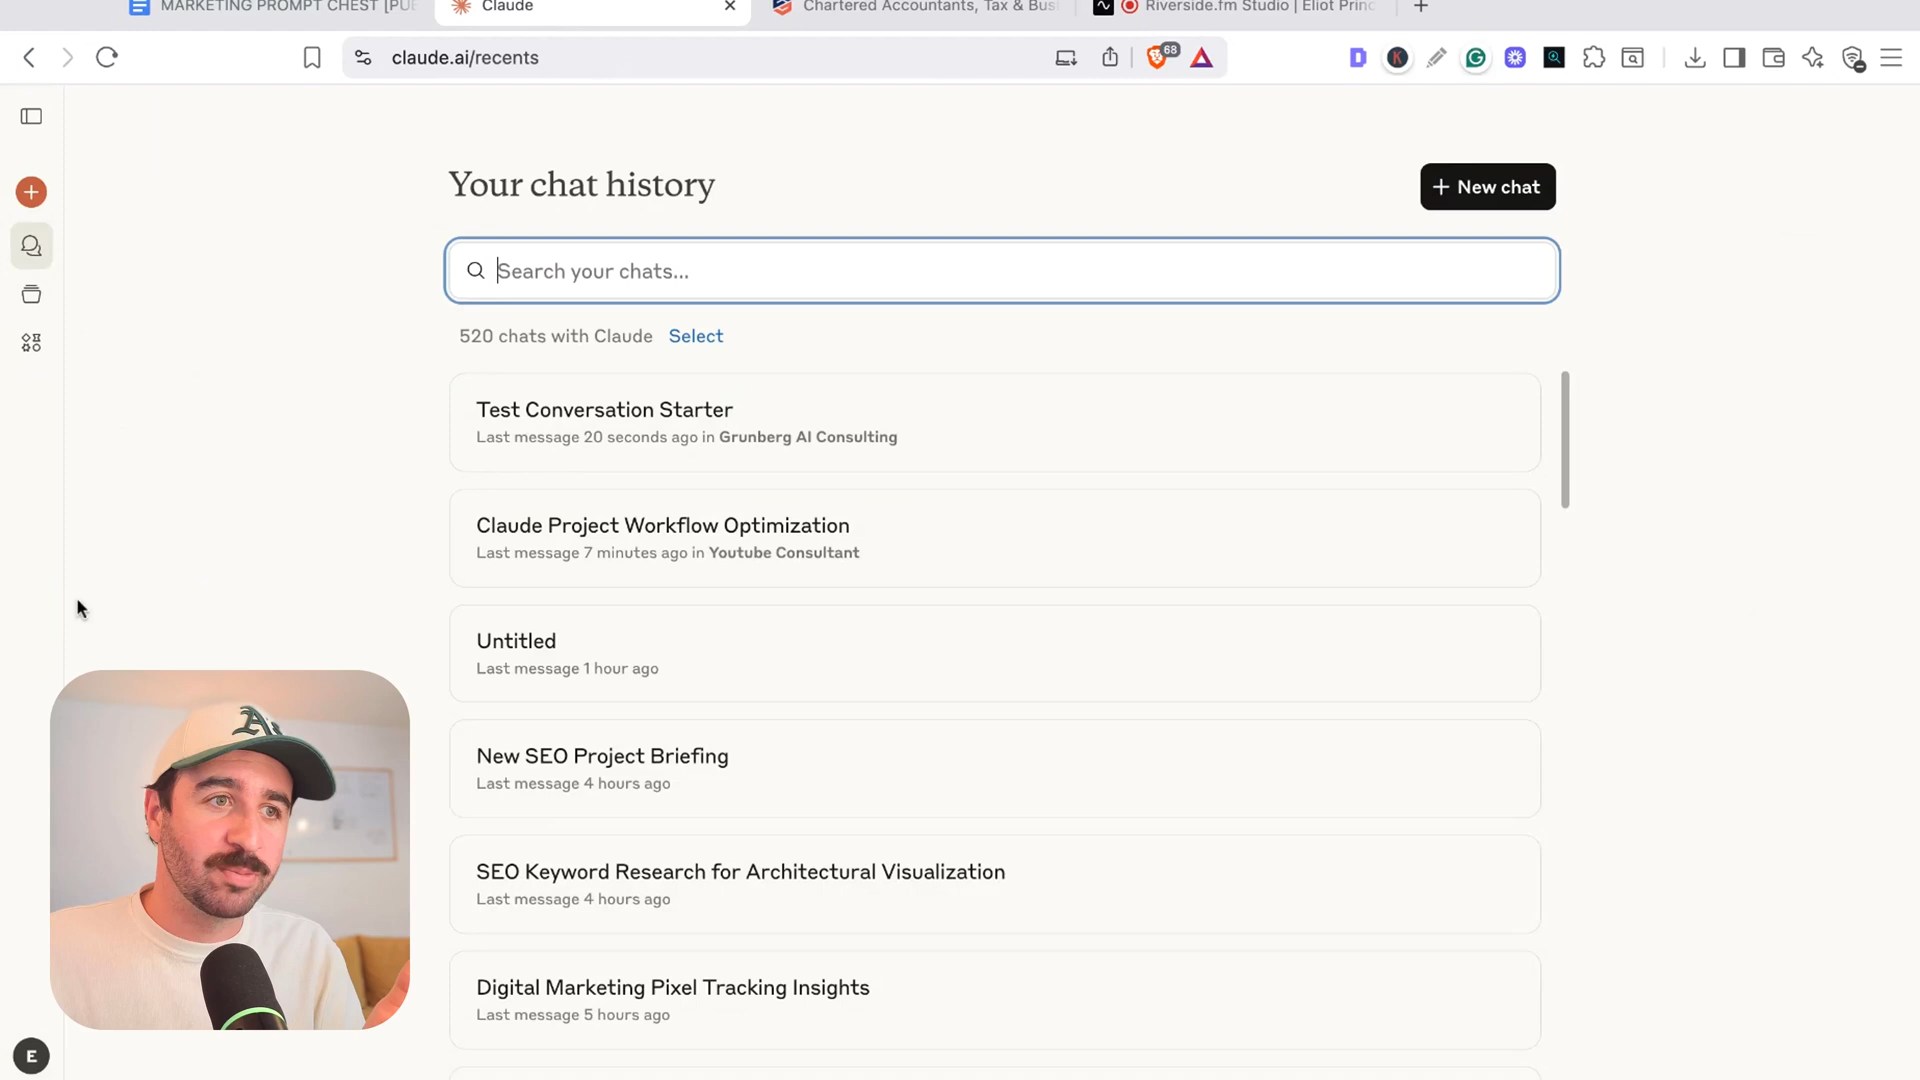 MARKETING PROMPT CHEST [PUB
Claude
Chartered Accountants, Tax & Busi
Riverside.fm Studio | Eliot Princ
claude.ai/recents
68
D
K
G
Your chat history
New chat
Search your chats...
520 chats with Claude Select
Test Conversation Starter
Last message 20 seconds ago in Grunberg AI Consulting
Claude Project Workflow Optimization
Last message 7 minutes ago in Youtube Consultant
Untitled
Last message 1 hour ago
New SEO Project Briefing
Last message 4 hours ago
SEO Keyword Research for Architectural Visualization
Last message 4 hours ago
Digital Marketing Pixel Tracking Insights
Last message 5 hours ago
A's
E